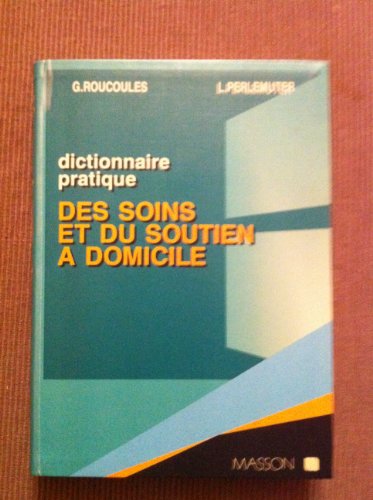 G.ROUCOULES L.PERLEMUTER
dictionnaire
pratique
DES SOINS
ET DU SOUTIEN
A DOMICILE
MASSON